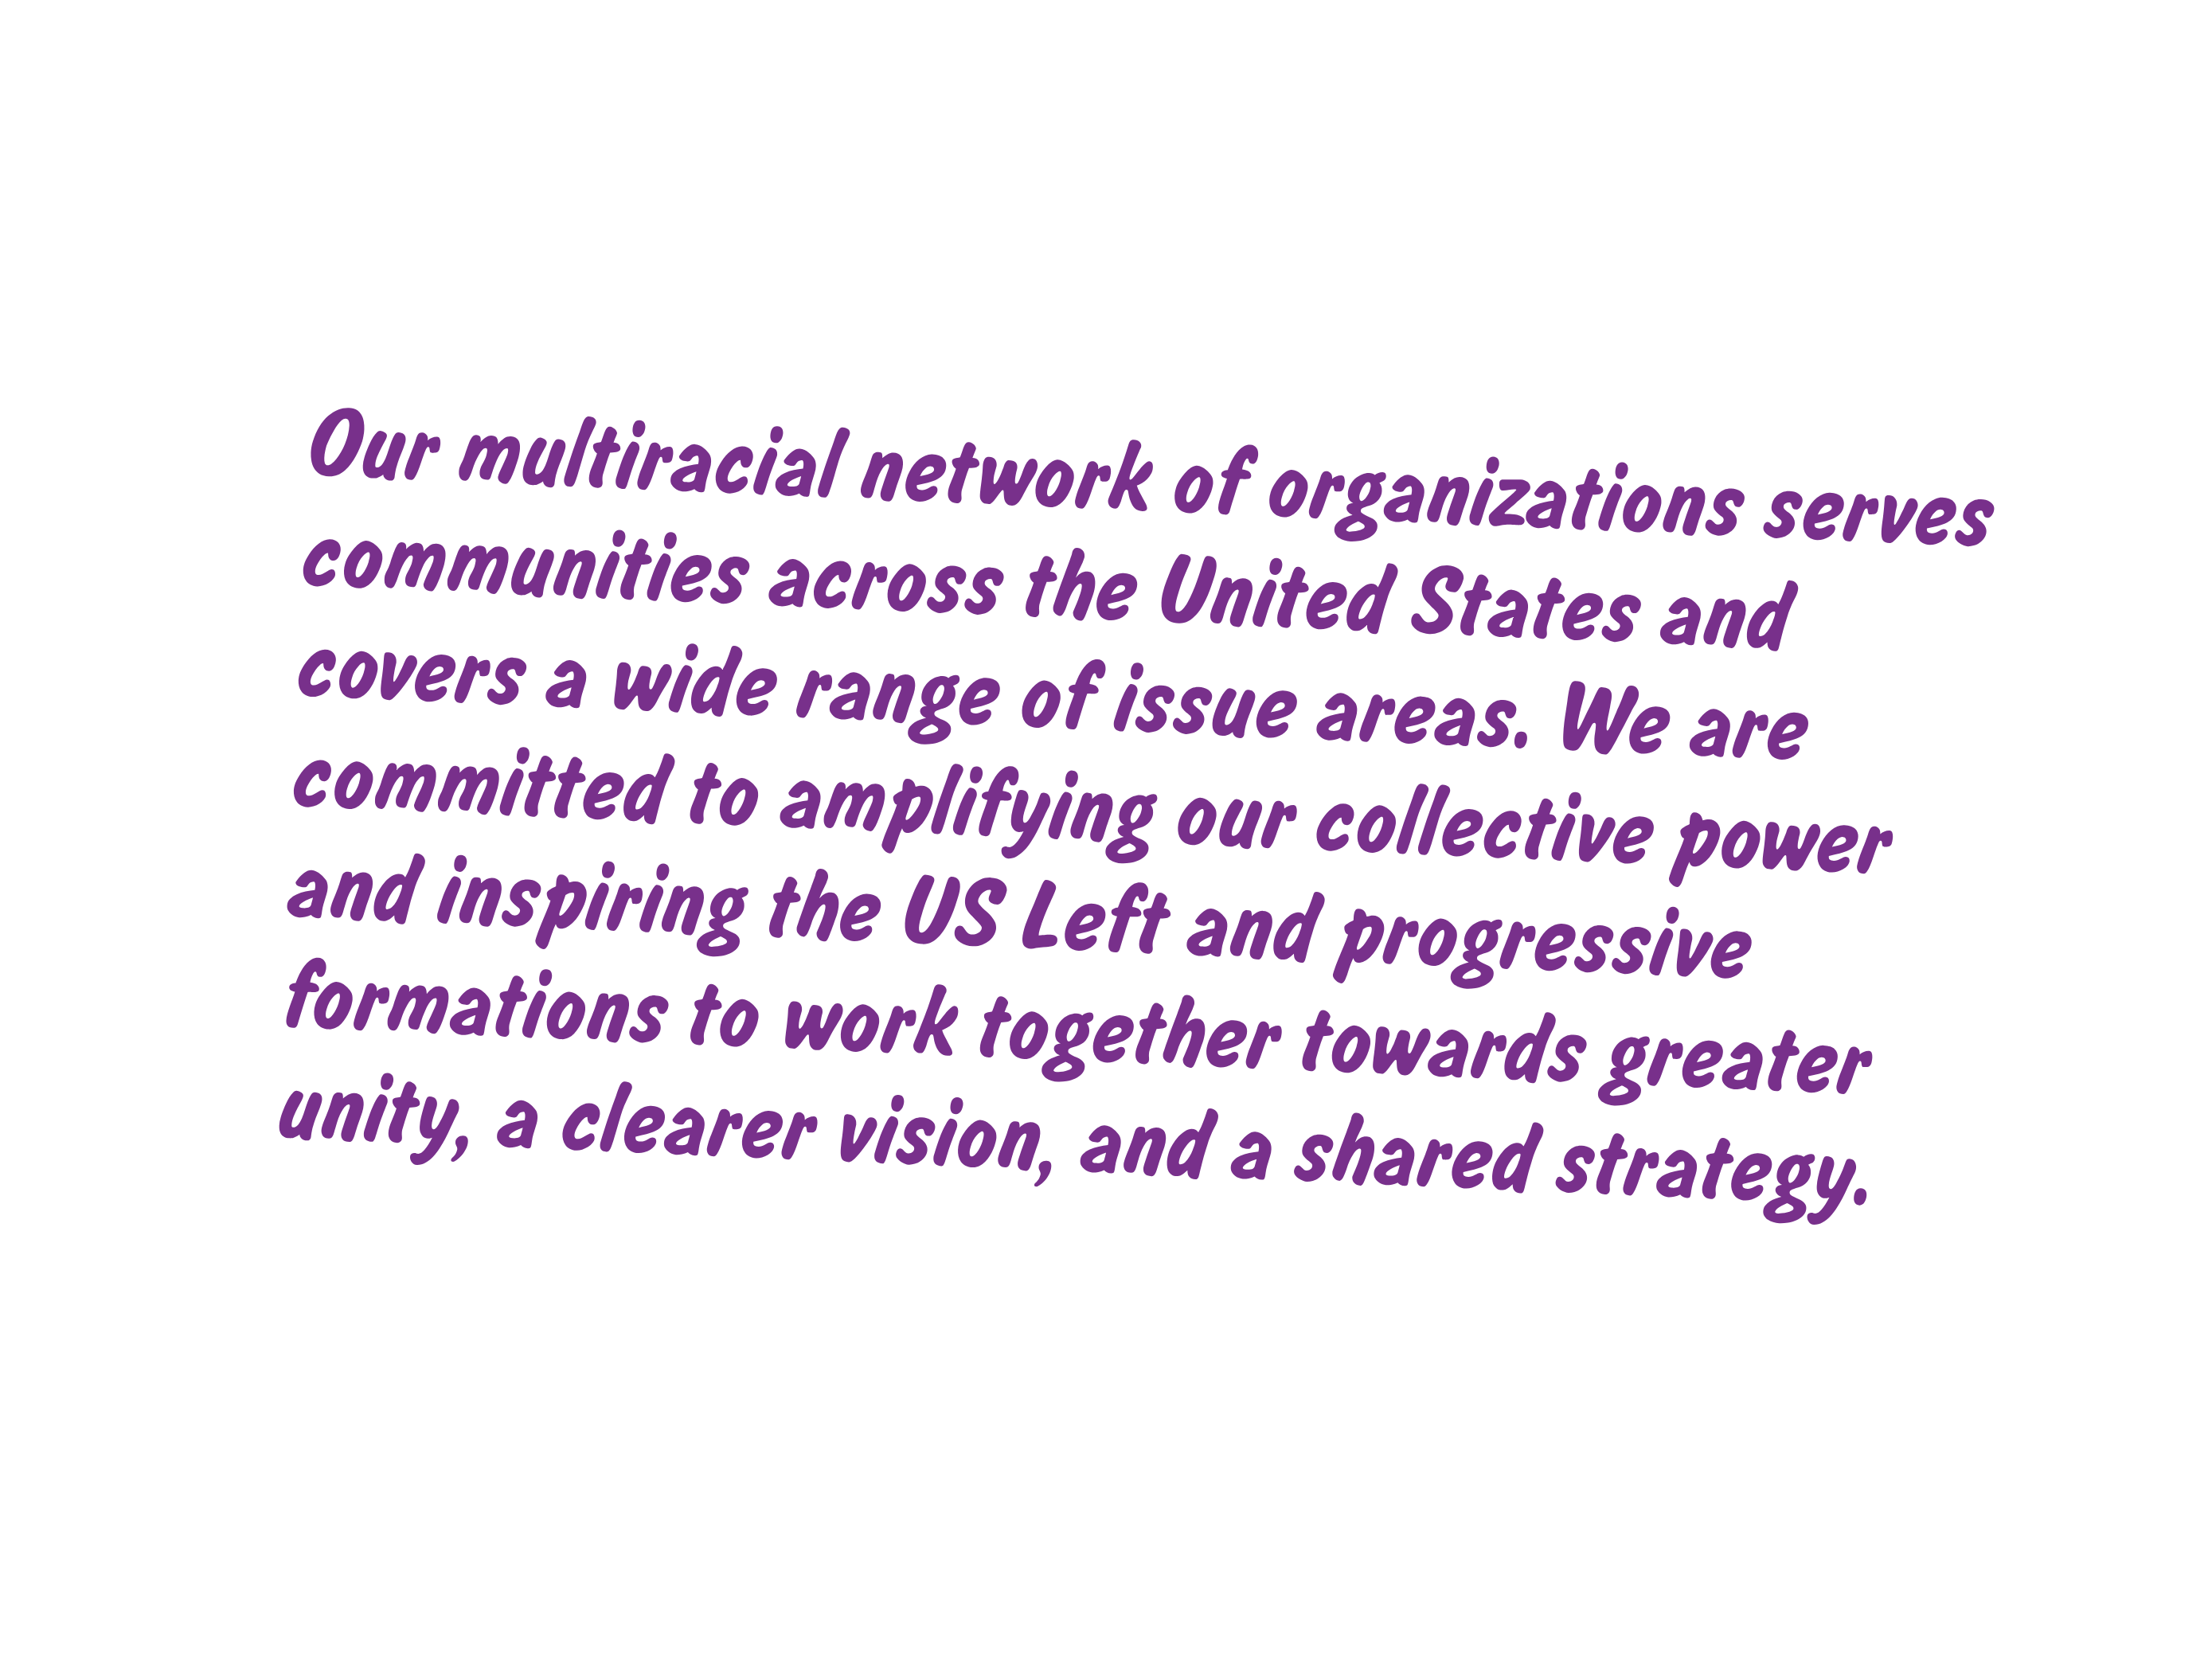 Our multiracial network of organizations serves
communities across the United States and
covers a wide range of issue areas. We are
committed to amplifying our collective power
and inspiring the US Left and progressive
formations to work together towards greater
unity, a clearer vision, and a shared strategy.